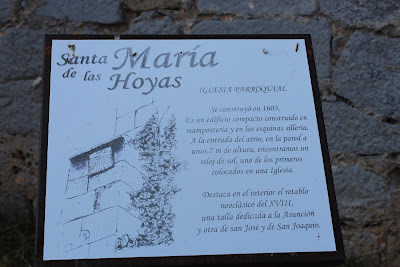 Santa María
de las Hoyas
IGLESIA PARROQUIAL
Se construyó en 1603.
Es un edificio compacto construido en
mampostería y en las esquinas sillería.
A la entrada del atrio, en la pared a
unos 7 m de altura, encontramos un
reloj de sol, uno de los primeros
colocados en una Iglesia.
Destaca en el interior el retablo
neoclásico del XVIII,
una talla dedicada a la Asunción
y otra de san José y de San Joaquín.